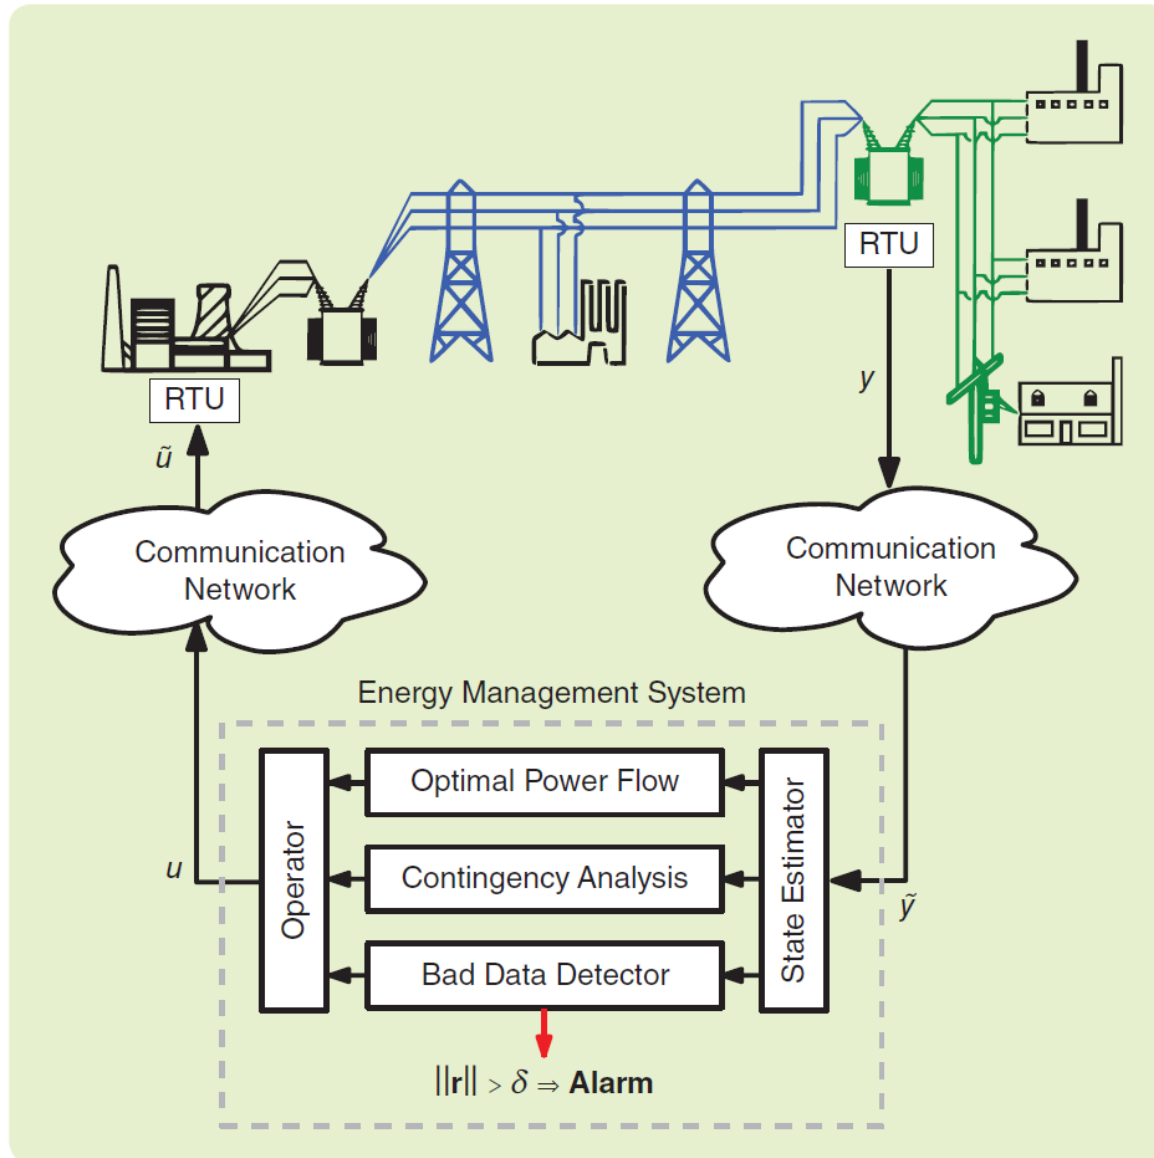 RTU
RTU
y
ũ
Communication
Network
Communication
Network
Energy Management System
Optimal Power Flow
Operator
Contingency Analysis
State Estimator
u
ỹ
Bad Data Detector
||r|| > δ ⇒ Alarm